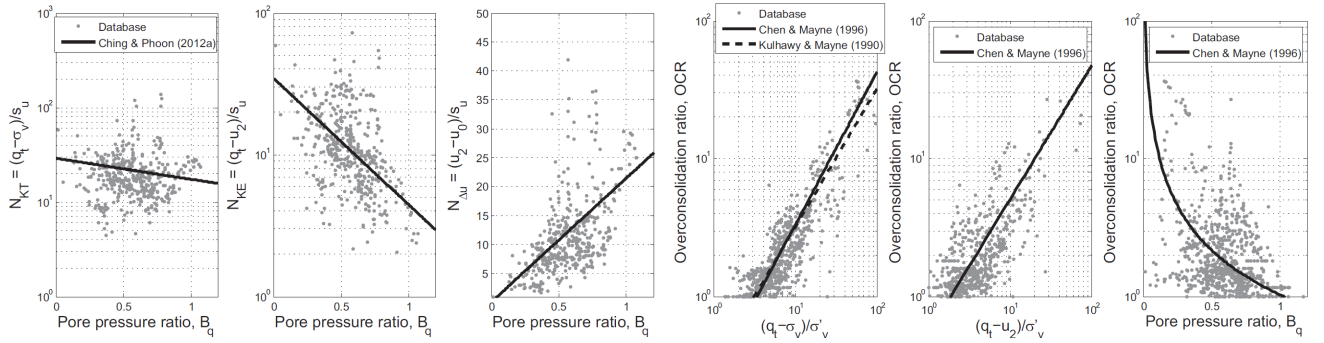 N_KT = (q_t–σ_v)/s_u
10^3
10^2
10^1
10^0
0
0.5
1
Pore pressure ratio, B_q
Database
Ching & Phoon (2012a)
N_KE = (q_t–u_2)/s_u
10^2
10^1
10^0
0
0.5
1
Pore pressure ratio, B_q
N_Δu = (u_2–u_0)/s_u
50
45
40
35
30
25
20
15
10
5
0
0.5
1
Pore pressure ratio, B_q
Overconsolidation ratio, OCR
10^2
10^1
10^0
10^0
10^1
10^2
(q_t–σ_v)/σ'_v
Database
Chen & Mayne (1996)
Kulhawy & Mayne (1990)
Overconsolidation ratio, OCR
10^2
10^1
10^0
10^0
10^1
10^2
(q_t–u_2)/σ'_v
Database
Chen & Mayne (1996)
Overconsolidation ratio, OCR
10^2
10^1
10^0
0
0.5
1
Pore pressure ratio, B_q
Database
Chen & Mayne (1996)